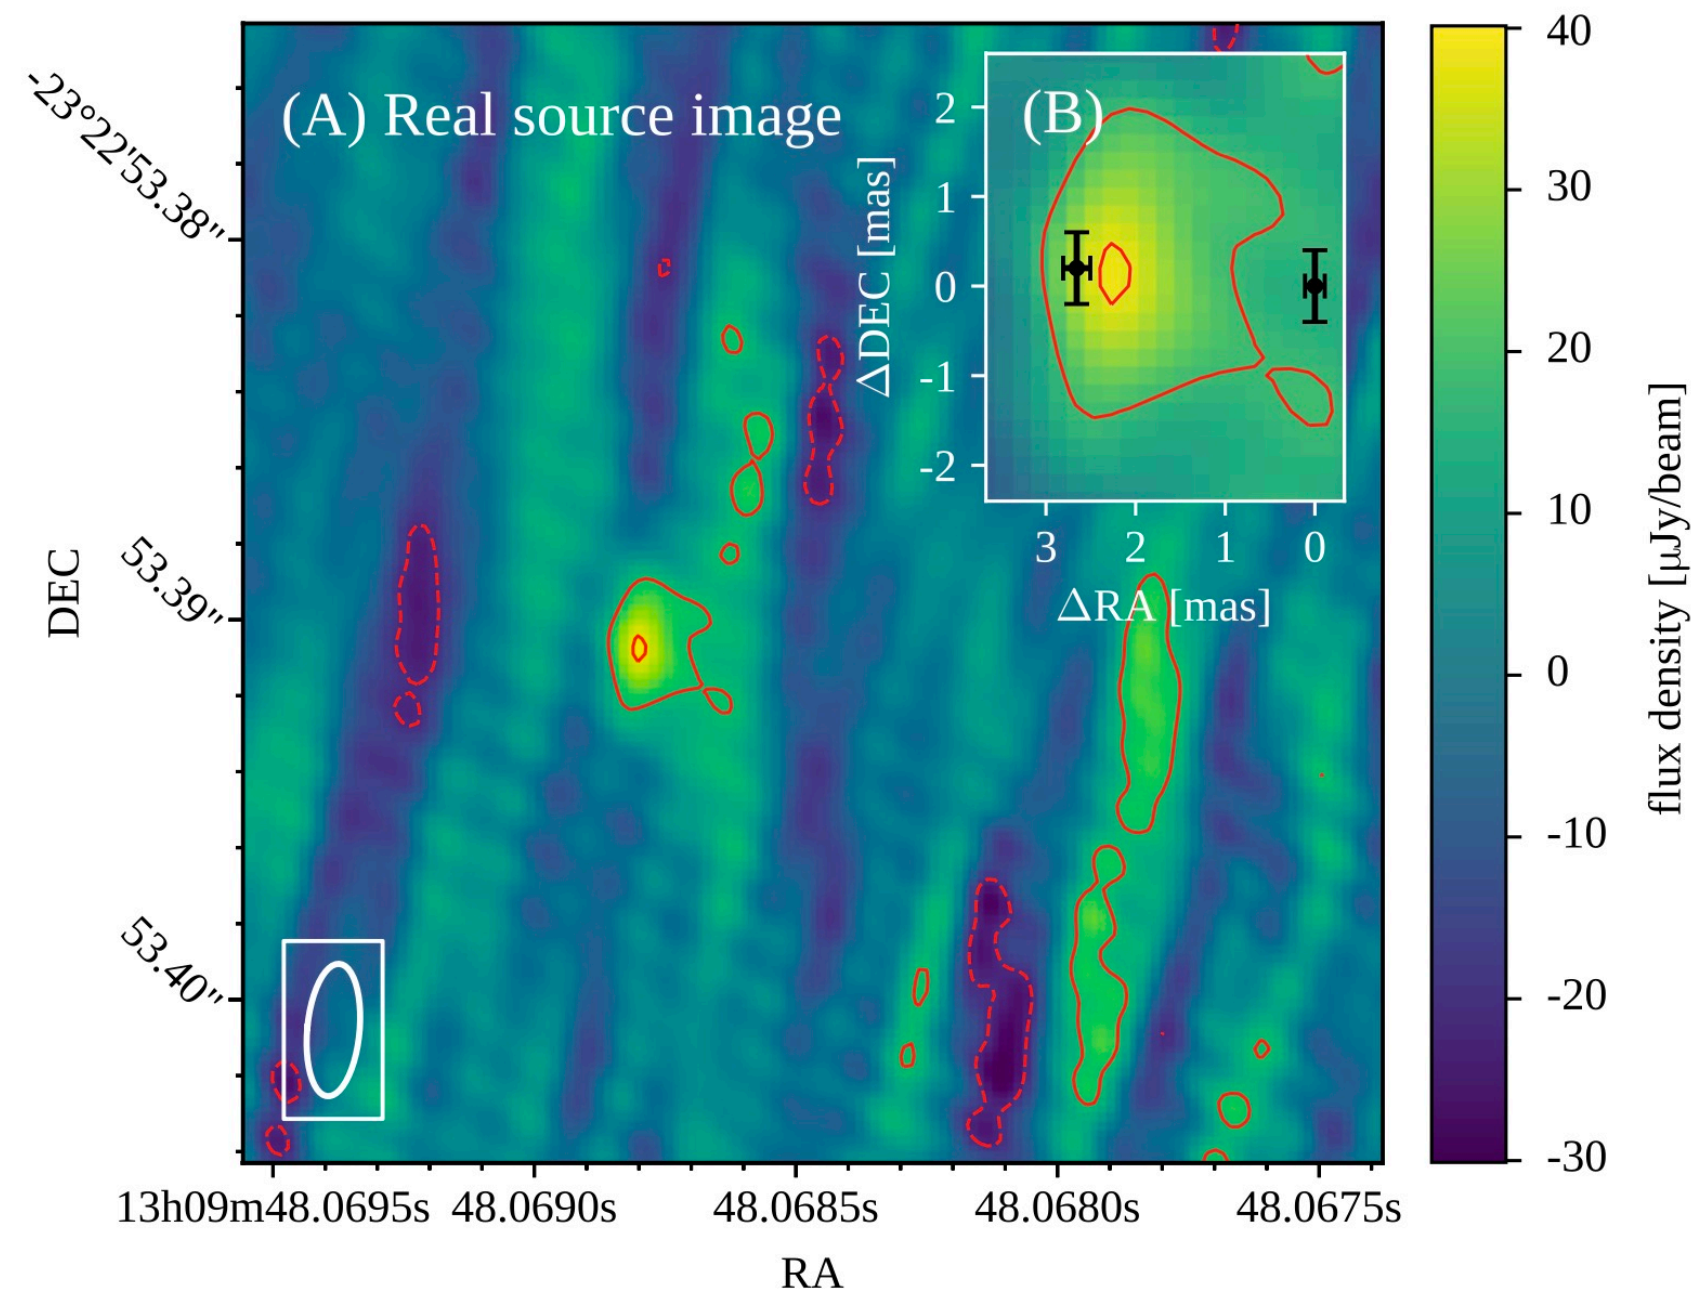 (A) Real source image
(B)
2
1
0
-1
-2
ΔDEC [mas]
3 2 1 0
ΔRA [mas]
-23°22'53.38"
53.39"
53.40"
DEC
13h09m48.0695s 48.0690s 48.0685s 48.0680s 48.0675s
RA
40
30
20
10
0
-10
-20
-30
flux density [μJy/beam]